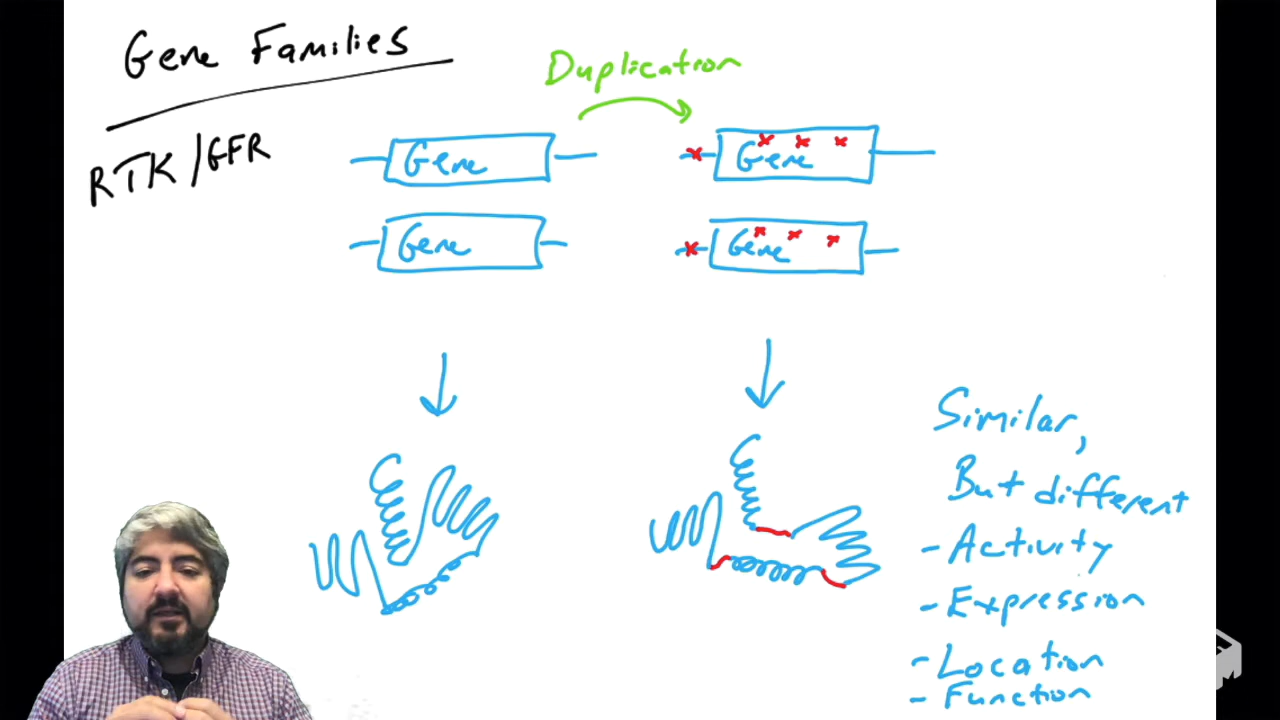 Gene Families
Duplication
RTK/GFR
Gene
Gene
Gene
Gene
Similar,
But different
- Activity
- Expression
- Location
- Function